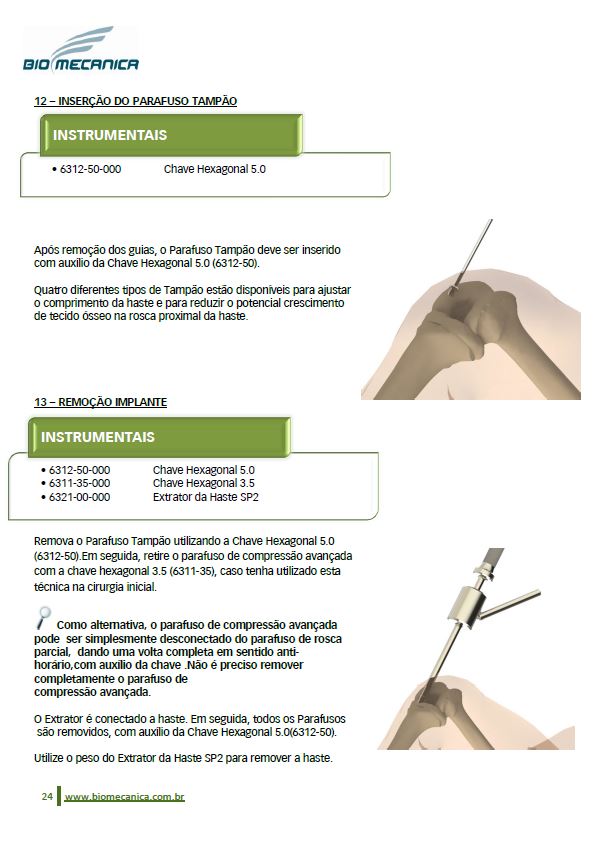 BIOMECANICA
12 – INSERÇÃO DO PARAFUSO TAMPÃO
INSTRUMENTAIS
• 6312-50-000 Chave Hexagonal 5.0
Após remoção dos guias, o Parafuso Tampão deve ser inserido
com auxílio da Chave Hexagonal 5.0 (6312-50).
Quatro diferentes tipos de Tampão estão disponíveis para ajustar
o comprimento da haste e para reduzir o potencial crescimento
de tecido ósseo na rosca proximal da haste.
13 – REMOÇÃO IMPLANTE
INSTRUMENTAIS
• 6312-50-000 Chave Hexagonal 5.0
• 6311-35-000 Chave Hexagonal 3.5
• 6321-00-000 Extrator da Haste SP2
Remova o Parafuso Tampão utilizando a Chave Hexagonal 5.0
(6312-50).Em seguida, retire o parafuso de compressão avançada
com a chave hexagonal 3.5 (6311-35), caso tenha utilizado esta
técnica na cirurgia inicial.
Como alternativa, o parafuso de compressão avançada
pode ser simplesmente desconectado do parafuso de rosca
parcial, dando uma volta completa em sentido anti-
horário,com auxílio da chave .Não é preciso remover
completamente o parafuso de
compressão avançada.
O Extrator é conectado a haste. Em seguida, todos os Parafusos
são removidos, com auxílio da Chave Hexagonal 5.0(6312-50).
Utilize o peso do Extrator da Haste SP2 para remover a haste.
24 www.biomecanica.com.br